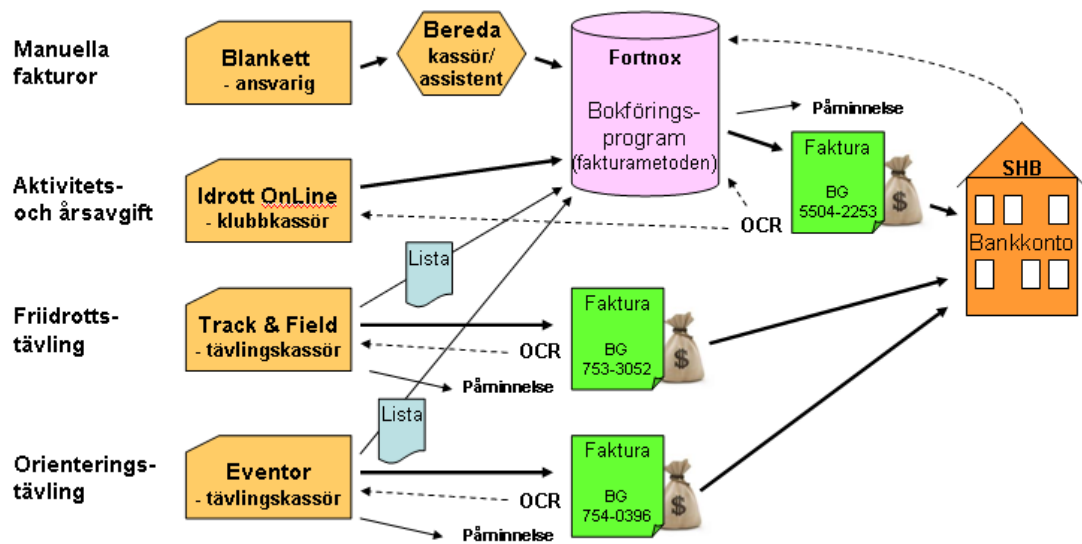 Manuella
fakturor
Blankett
- ansvarig
Bereda
kassör/
assistent
Fortnox
Bokförings-
program
(fakturametoden)
Påminnelse
Faktura
BG
5504-2253
$
OCR
SHB
Bankkonto
Aktivitets-
och årsavgift
Idrott OnLine
- klubbkassör
Lista
Friidrotts-
tävling
Track & Field
- tävlingskassör
OCR
Påminnelse
Faktura
BG
753-3052
$
Lista
Orienterings-
tävling
Eventor
- tävlingskassör
OCR
Påminnelse
Faktura
BG
754-0396
$